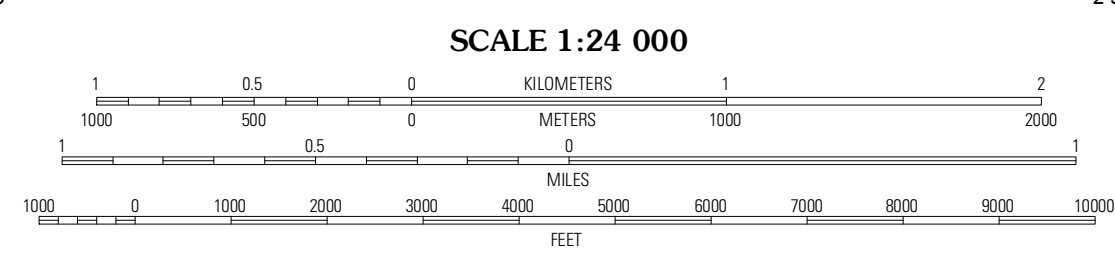 SCALE 1:24 000
1 0.5 0 KILOMETERS 1 2
1000 500 0 METERS 1000 2000
1 0.5 0 1
MILES
1000 0 1000 2000 3000 4000 5000 6000 7000 8000 9000 10000
FEET